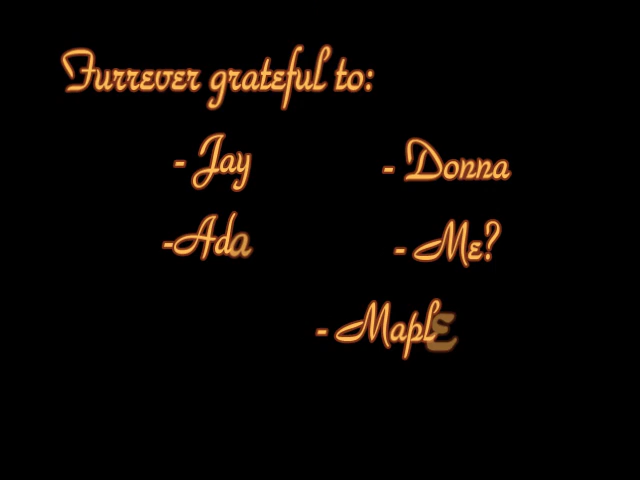 Furrever grateful to:
- Jay
- Donna
-Ada
- Me?
- Maple